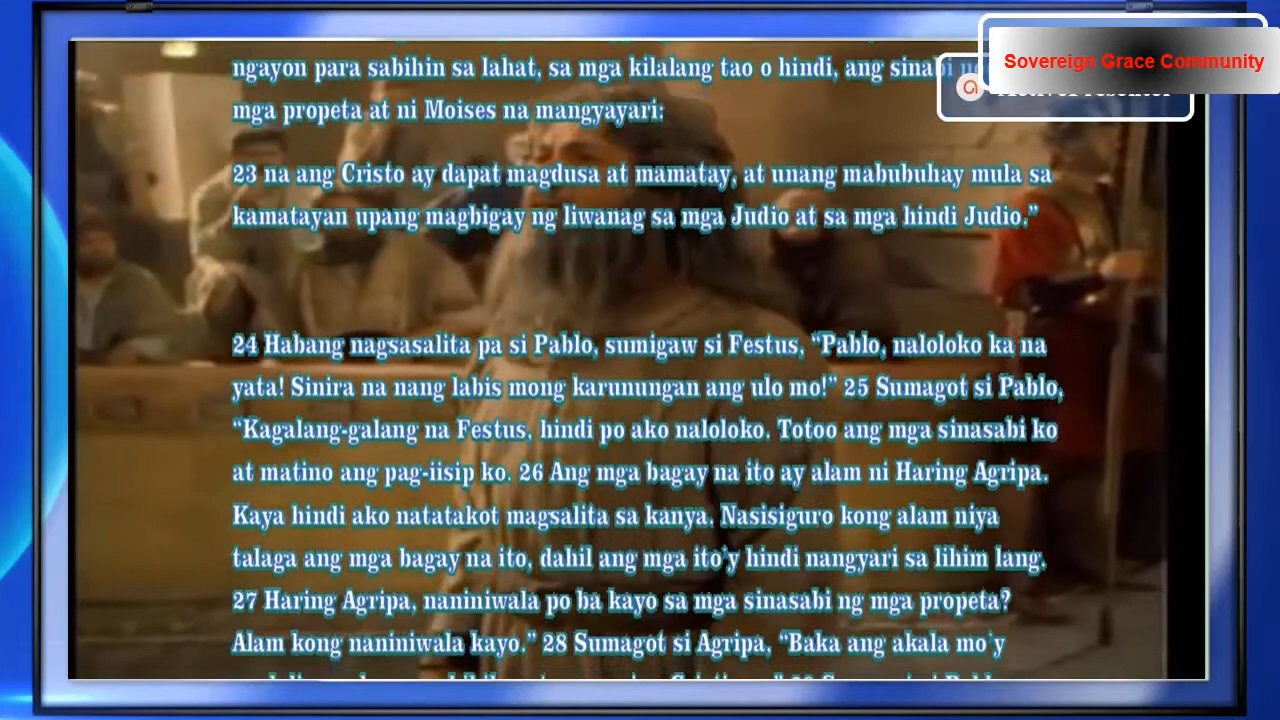 Sovereign Grace Community
ngayon para sabihin sa lahat, sa mga kilalang tao o hindi, ang sinabi
mga propeta at ni Moises na mangyayari:
23 na ang Cristo ay dapat magdusa at mamatay, at unang mabubuhay mula sa
kamatayan upang magbigay ng liwanag sa mga Judio at sa mga hindi Judio.”
24 Habang nagsasalita pa si Pablo, sumigaw si Festus, “Pablo, naloloko ka na
yata! Sinira na nang labis mong karunungan ang ulo mo!” 25 Sumagot si Pablo,
“Kagalang-galang na Festus, hindi po ako naloloko. Totoo ang mga sinasabi ko
at matino ang pag-iisip ko. 26 Ang mga bagay na ito ay alam ni Haring Agripa.
Kaya hindi ako natatakot magsalita sa kanya. Nasisiguro kong alam niya
talaga ang mga bagay na ito, dahil ang mga ito’y hindi nangyari sa lihim lang.
27 Haring Agripa, naniniwala po ba kayo sa mga sinasabi ng mga propeta?
Alam kong naniniwala kayo.” 28 Sumagot si Agripa, “Baka ang akala mo’y